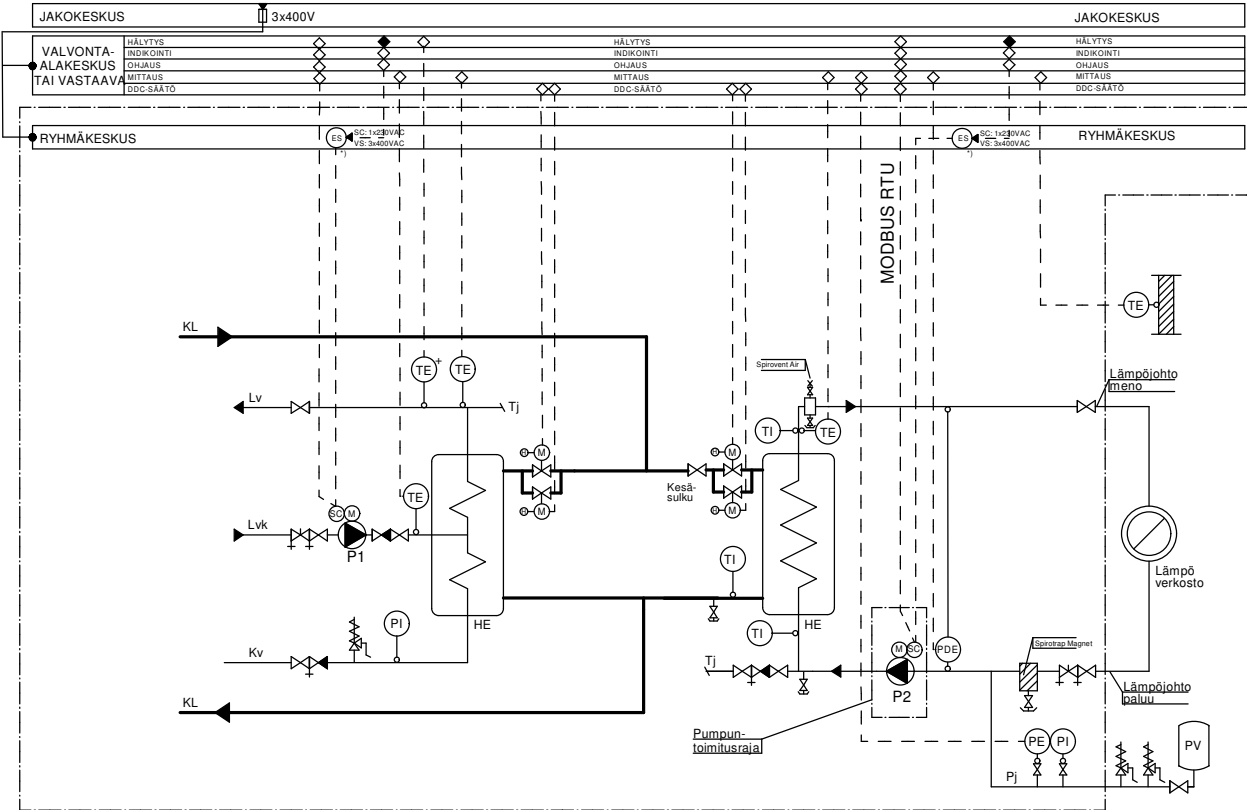 JAKOKESKUS
3x400V
JAKOKESKUS
VALVONTA-
ALAKESKUS
TAI VASTAAVA
HÄLYTYS
HÄLYTYS
HÄLYTYS
INDIKOINTI
INDIKOINTI
INDIKOINTI
OHJAUS
OHJAUS
OHJAUS
MITTAUS
MITTAUS
MITTAUS
DDC-SÄÄTÖ
DDC-SÄÄTÖ
DDC-SÄÄTÖ
RYHMÄKESKUS
ES
SC: 1x230VAC
VS: 3x400VAC
*)
ES
SC: 1x230VAC
VS: 3x400VAC
*)
RYHMÄKESKUS
MODBUS RTU
TE
KL
TE
+
TE
Spirovent Air
Lämpöjohto
meno
Lv
Tj
TI
TE
H
M
H
M
Kesä-
sulku
TE
H
M
H
M
SC
M
Lvk
P1
TI
Lämpö
verkosto
HE
HE
PI
TI
Kv
M
SC
PDE
Spirotrap Magnet
Tj
P2
Lämpöjohto
paluu
KL
Pumpun-
toimitusraja
PE
PI
PV
Pj